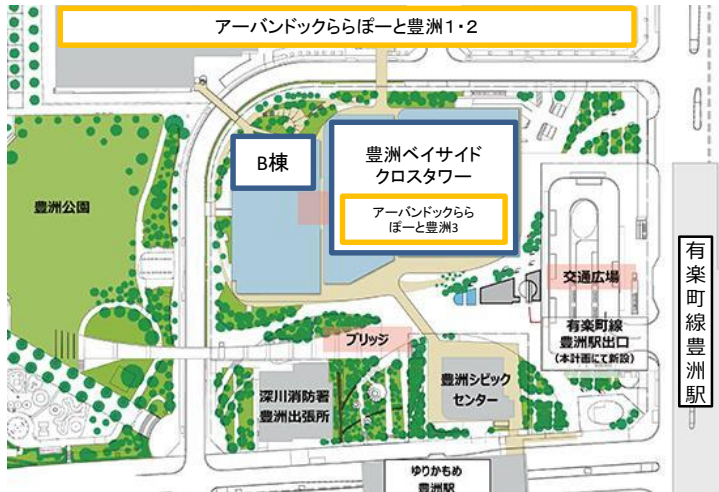 アーバンドックららぽーと豊洲1・2
B棟
豊洲ベイサイド
クロスタワー
アーバンドックらら
ぽーと豊洲3
豊洲公園
交通広場
有楽町線
豊洲駅出口
(本計画にて新設)
有楽町線豊洲駅
ブリッジ
深川消防署
豊洲出張所
豊洲シビック
センター
ゆりかもめ
豊洲駅